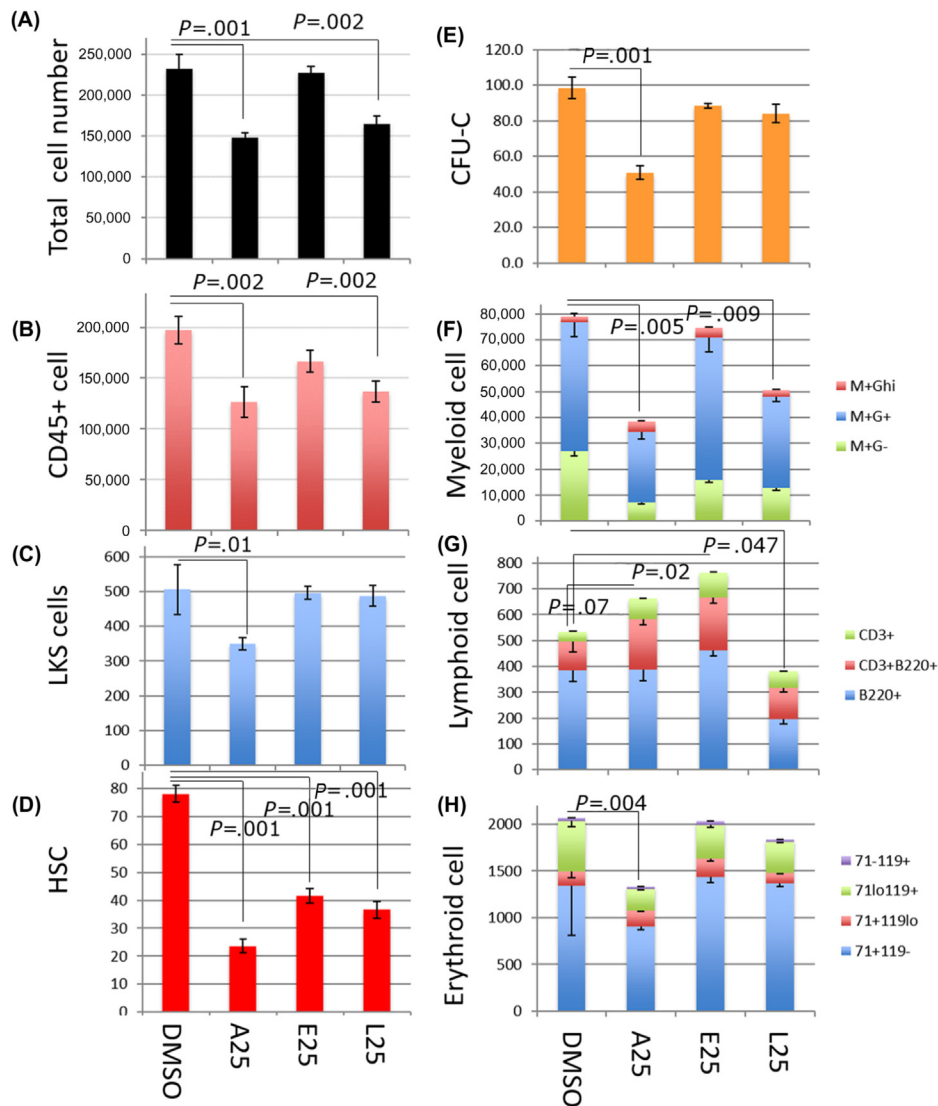 (A)
P=.001
P=.002
Total cell number
250,000
200,000
150,000
100,000
50,000
0
(B)
P=.002
P=.002
CD45+ cell
200,000
150,000
100,000
50,000
0
(C)
P=.01
LKS cells
600
500
400
300
200
100
0
(D)
P=.001
P=.001
P=.001
HSC
80
70
60
50
40
30
20
10
0
DMSO
A25
E25
L25
(E)
P=.001
CFU-C
120.0
100.0
80.0
60.0
40.0
20.0
0.0
(F)
P=.005
P=.009
Myeloid cell
80,000
70,000
60,000
50,000
40,000
30,000
20,000
10,000
0
M+Ghi
M+G+
M+G-
(G)
P=.047
P=.02
P=.07
Lymphoid cell
800
700
600
500
400
300
200
100
0
CD3+
CD3+B220+
B220+
(H)
P=.004
Erythroid cell
2000
1500
1000
500
0
71-119+
71lo119+
71+119lo
71+119-
DMSO
A25
E25
L25